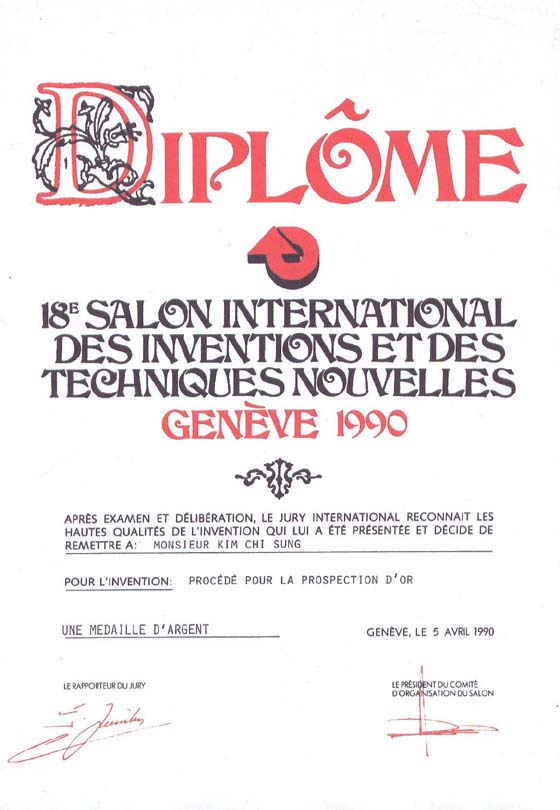 DIPLÔME
18E SALON INTERNATIONAL
DES INVENTIONS ET DES
TECHNIQUES NOUVELLES
GENÈVE 1990
APRÈS EXAMEN ET DÉLIBÉRATION, LE JURY INTERNATIONAL RECONNAIT LES
HAUTES QUALITÉS DE L'INVENTION QUI LUI A ÉTÉ PRÉSENTÉE ET DÉCIDE DE
REMETTRE A: MONSIEUR KIM CHI SUNG
POUR L'INVENTION: PROCÉDÉ POUR LA PROSPECTION D'OR
UNE MEDAILLE D'ARGENT
GENÈVE, LE 5 AVRIL 1990
LE RAPPORTEUR DU JURY
LE PRÉSIDENT DU COMITÉ
D'ORGANISATION DU SALON